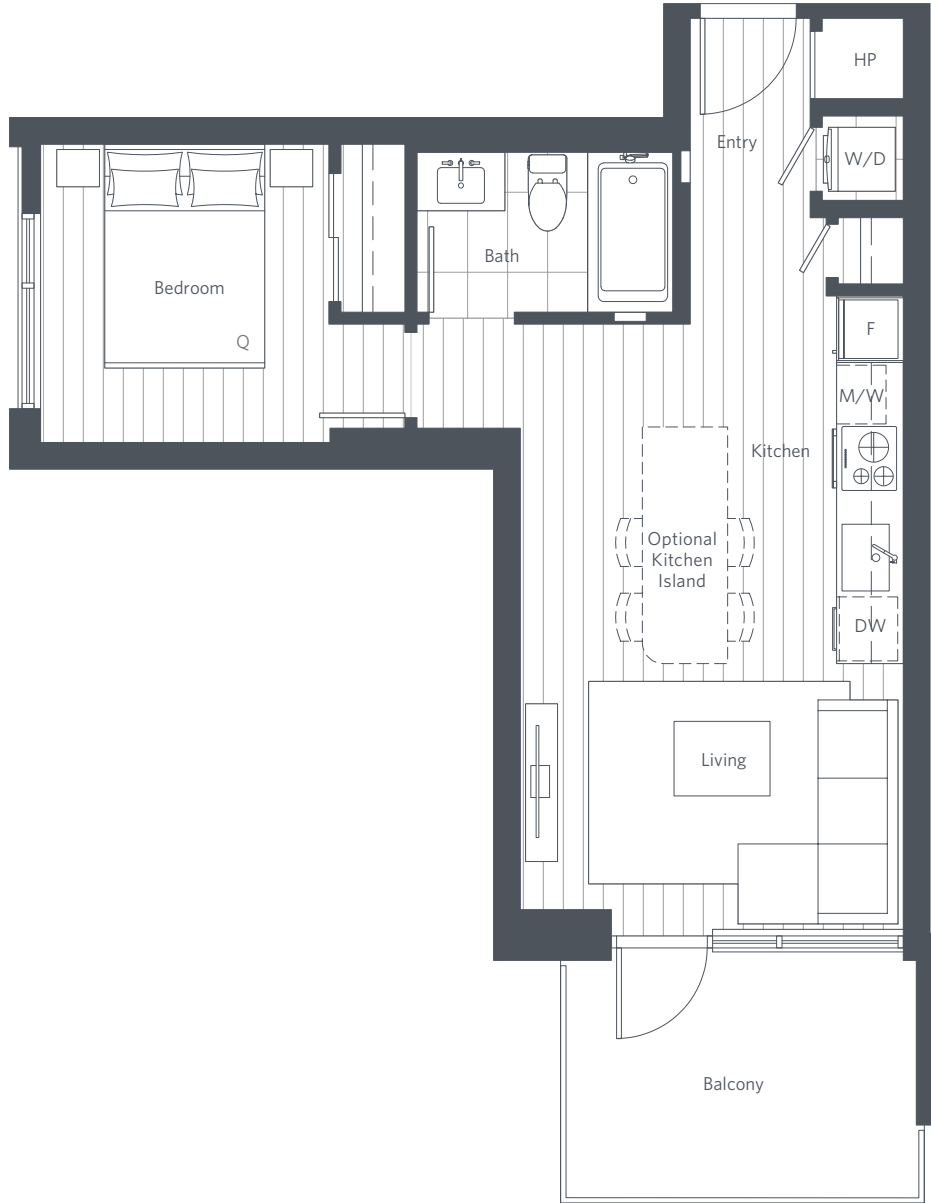 HP
Entry
W/D
Bath
Bedroom
Q
F
M/W
Kitchen
Optional
Kitchen
Island
DW
Living
Balcony